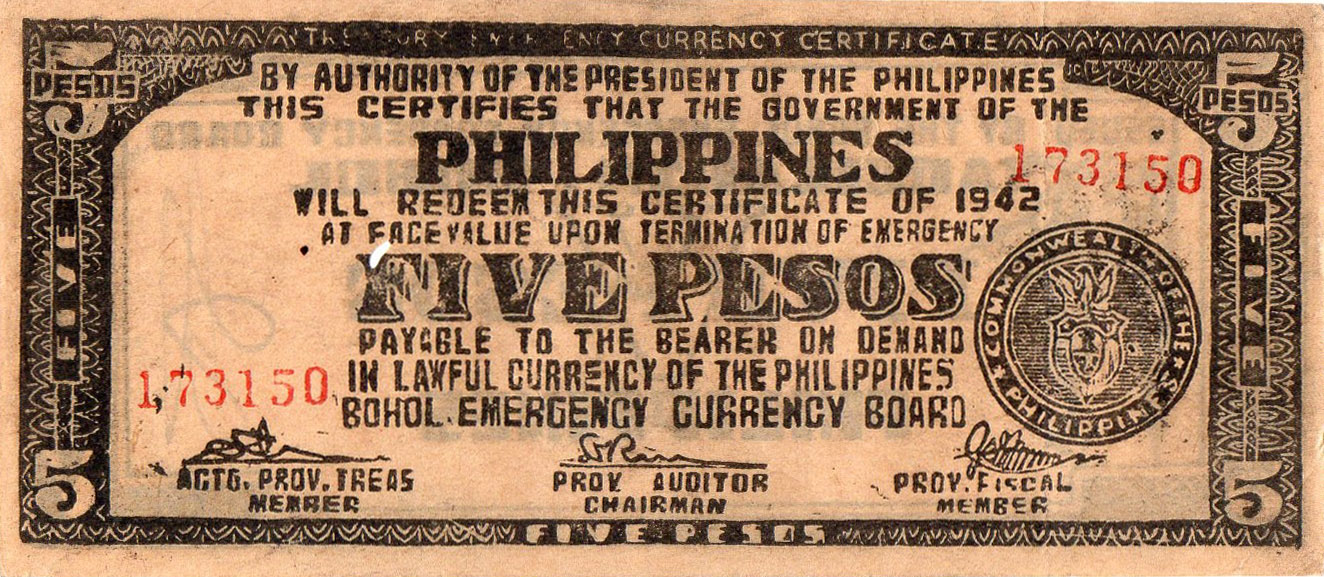 TREASURY EMERGENCY CURRENCY CERTIFICATE
5 PESOS
5 PESOS
BY AUTHORITY OF THE PRESIDENT OF THE PHILIPPINES
THIS CERTIFIES THAT THE GOVERNMENT OF THE
PHILIPPINES
173150
WILL REDEEM THIS CERTIFICATE OF 1942
AT FACE VALUE UPON TERMINATION OF EMERGENCY
FIVE PESOS
COMMONWEALTH OF THE PHILIPPINES
FIVE
FIVE
PAYABLE TO THE BEARER ON DEMAND
IN LAWFUL CURRENCY OF THE PHILIPPINES
173150
BOHOL EMERGENCY CURRENCY BOARD
ACTG. PROV. TREAS
MEMBER
PROV. AUDITOR
CHAIRMAN
PROV. FISCAL
MEMBER
5
5
FIVE PESOS